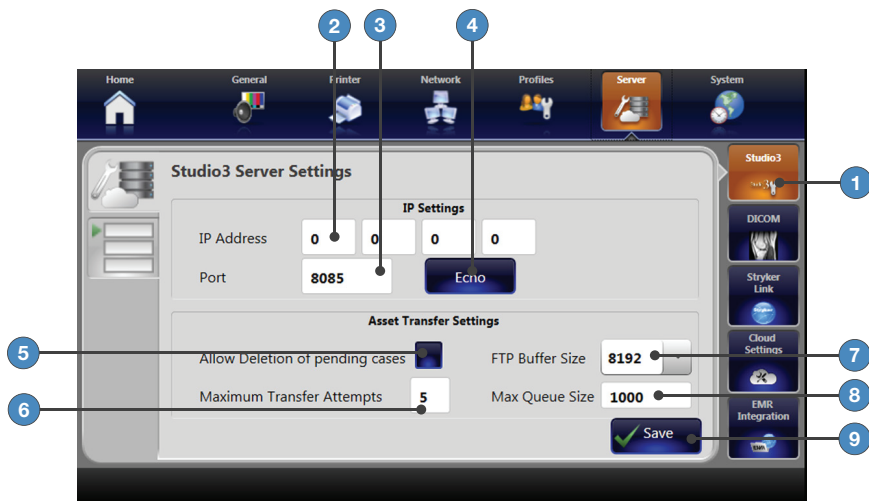 2 3 4
Home General Printer Network Profiles Server System
Studio3
1
Studio3 Server Settings
IP Settings
DICOM
IP Address 0 0 0 0
Port 8085 Echo
Stryker
Link
Asset Transfer Settings
Cloud
Settings
5 Allow Deletion of pending cases FTP Buffer Size 8192 7
6 Maximum Transfer Attempts 5 Max Queue Size 1000 8
EMR
Integration
Save 9